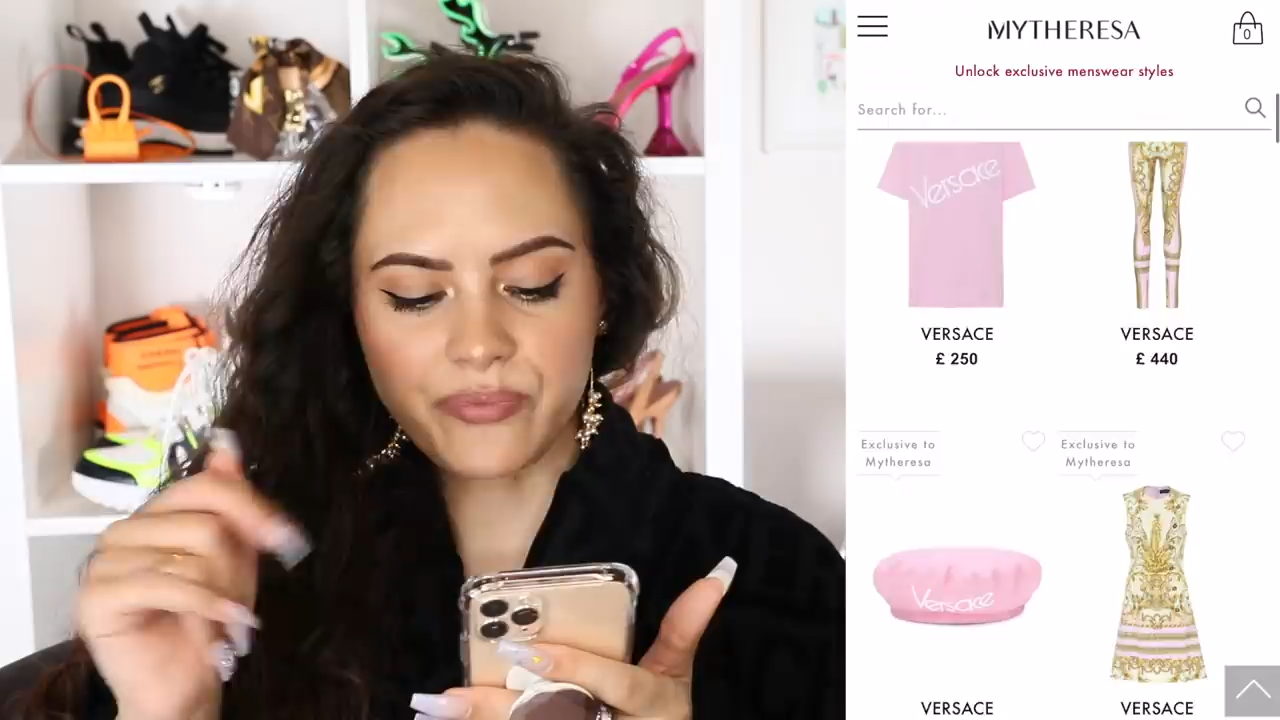 MYTHERESA
0
Unlock exclusive menswear styles
Search for...
Versace
VERSACE
£ 250
VERSACE
£ 440
Exclusive to
Mytheresa
Exclusive to
Mytheresa
Versace
VERSACE
VERSACE